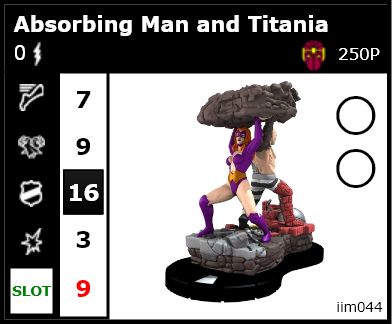 Absorbing Man and Titania
0 250P
7
9
16
3
SLOT 9
iim044